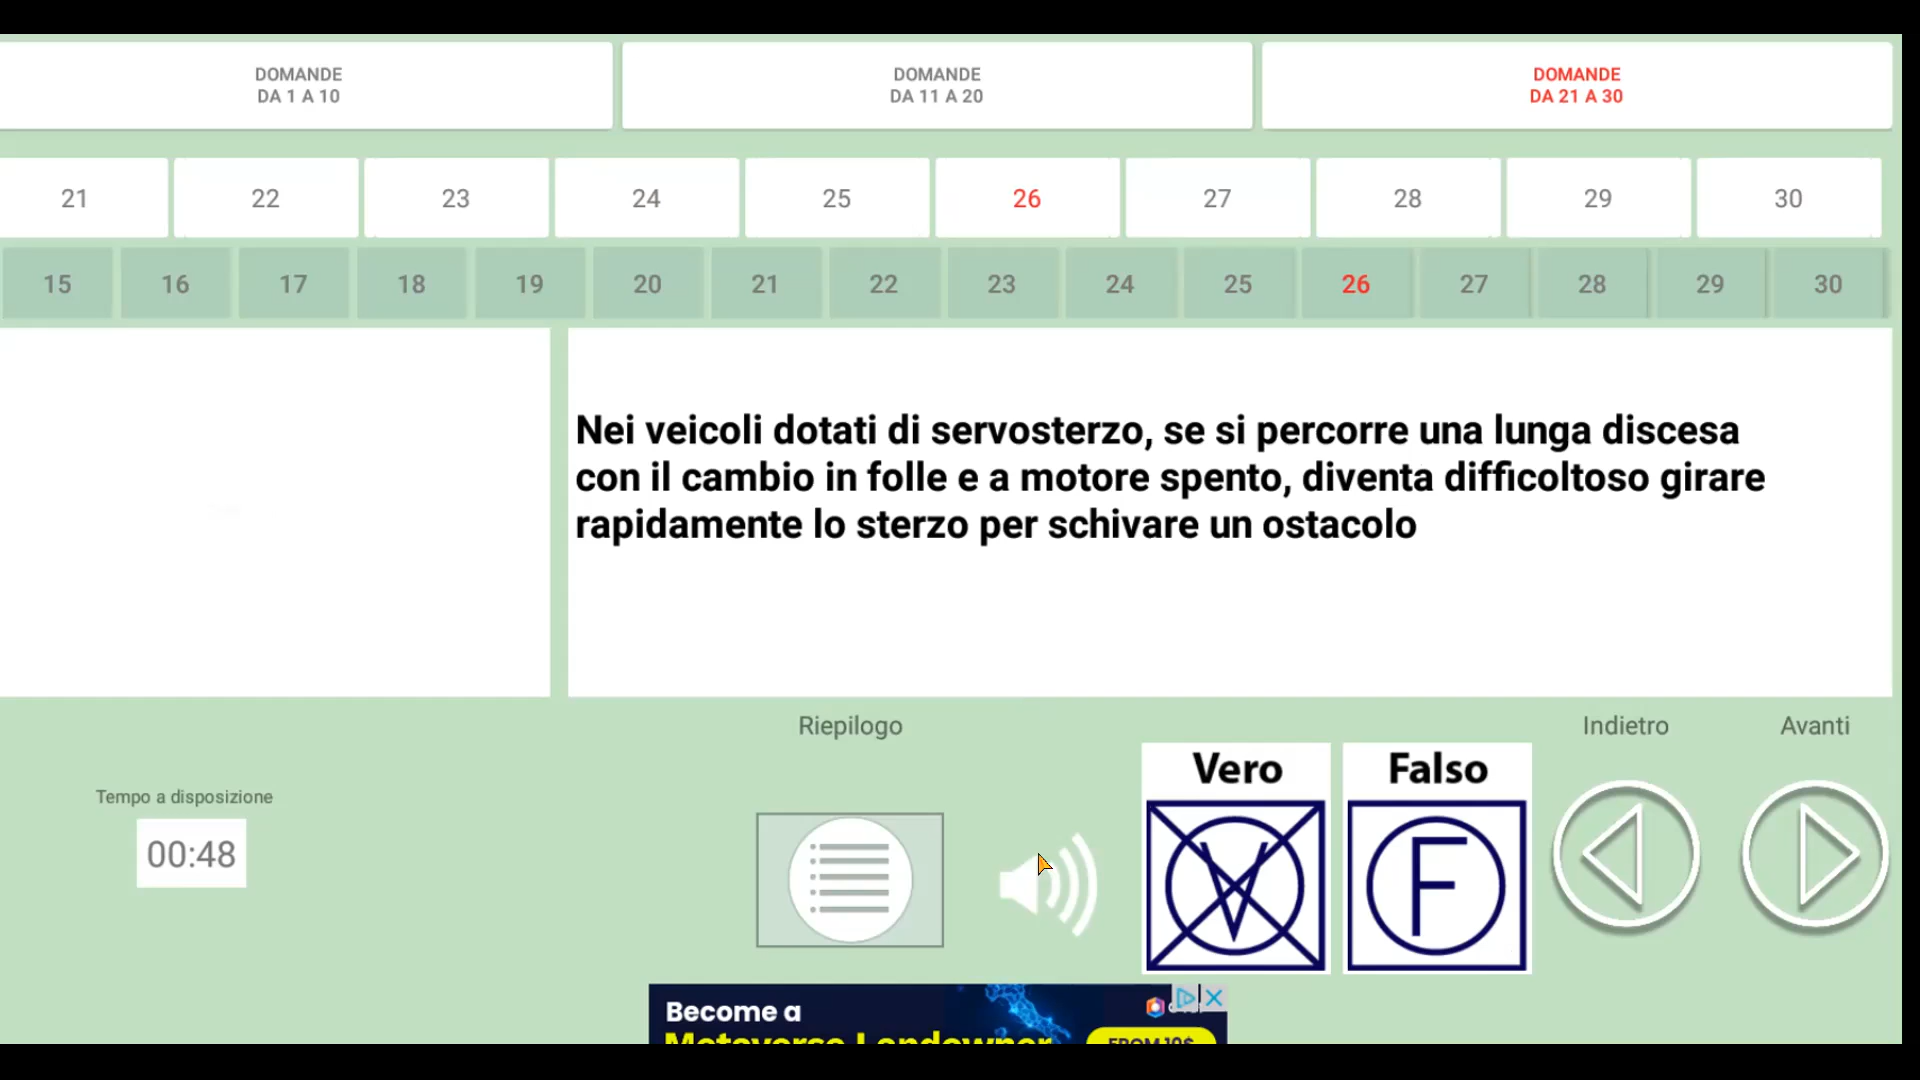 DOMANDE
DA 1 A 10
DOMANDE
DA 11 A 20
DOMANDE
DA 21 A 30
21 22 23 24 25 26 27 28 29 30
15 16 17 18 19 20 21 22 23 24 25 26 27 28 29 30
Nei veicoli dotati di servosterzo, se si percorre una lunga discesa
con il cambio in folle e a motore spento, diventa difficoltoso girare
rapidamente lo sterzo per schivare un ostacolo
Riepilogo
Indietro
Avanti
Vero
Falso
V
F
Tempo a disposizione
00:48
Become a
Metaverse Landowner
FROM 10$